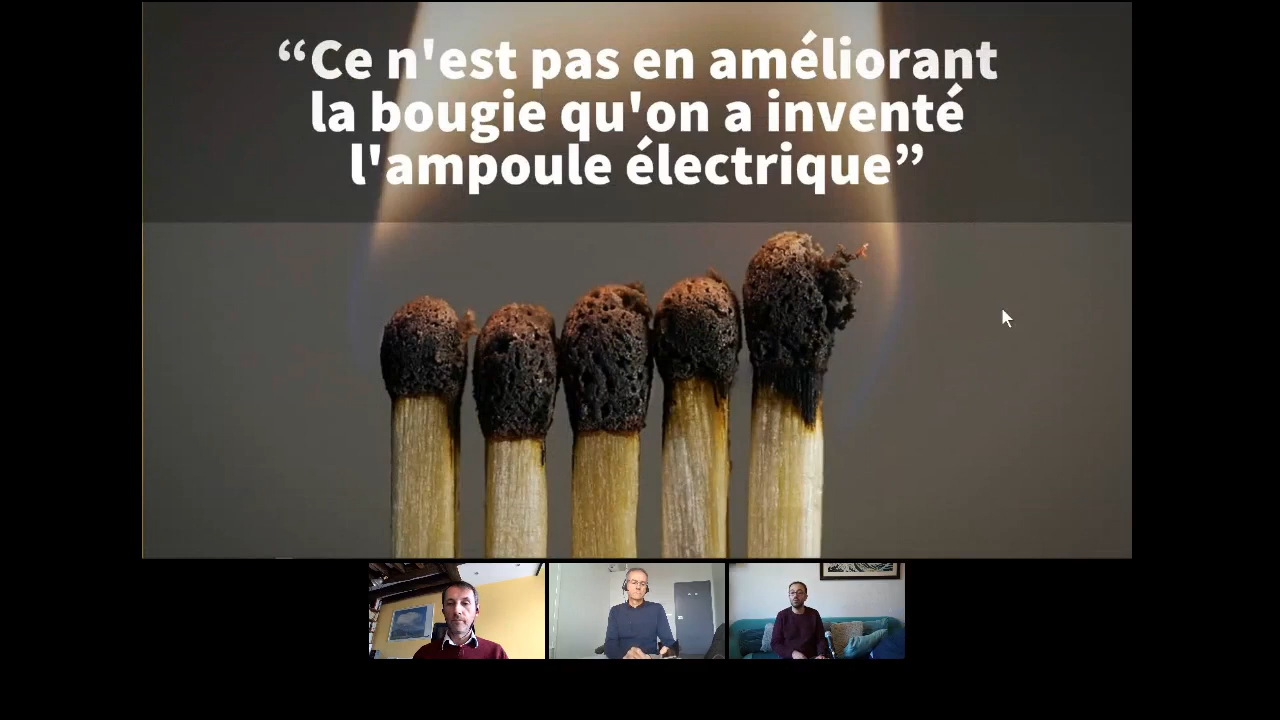 “Ce n'est pas en améliorant
la bougie qu'on a inventé
l'ampoule électrique”